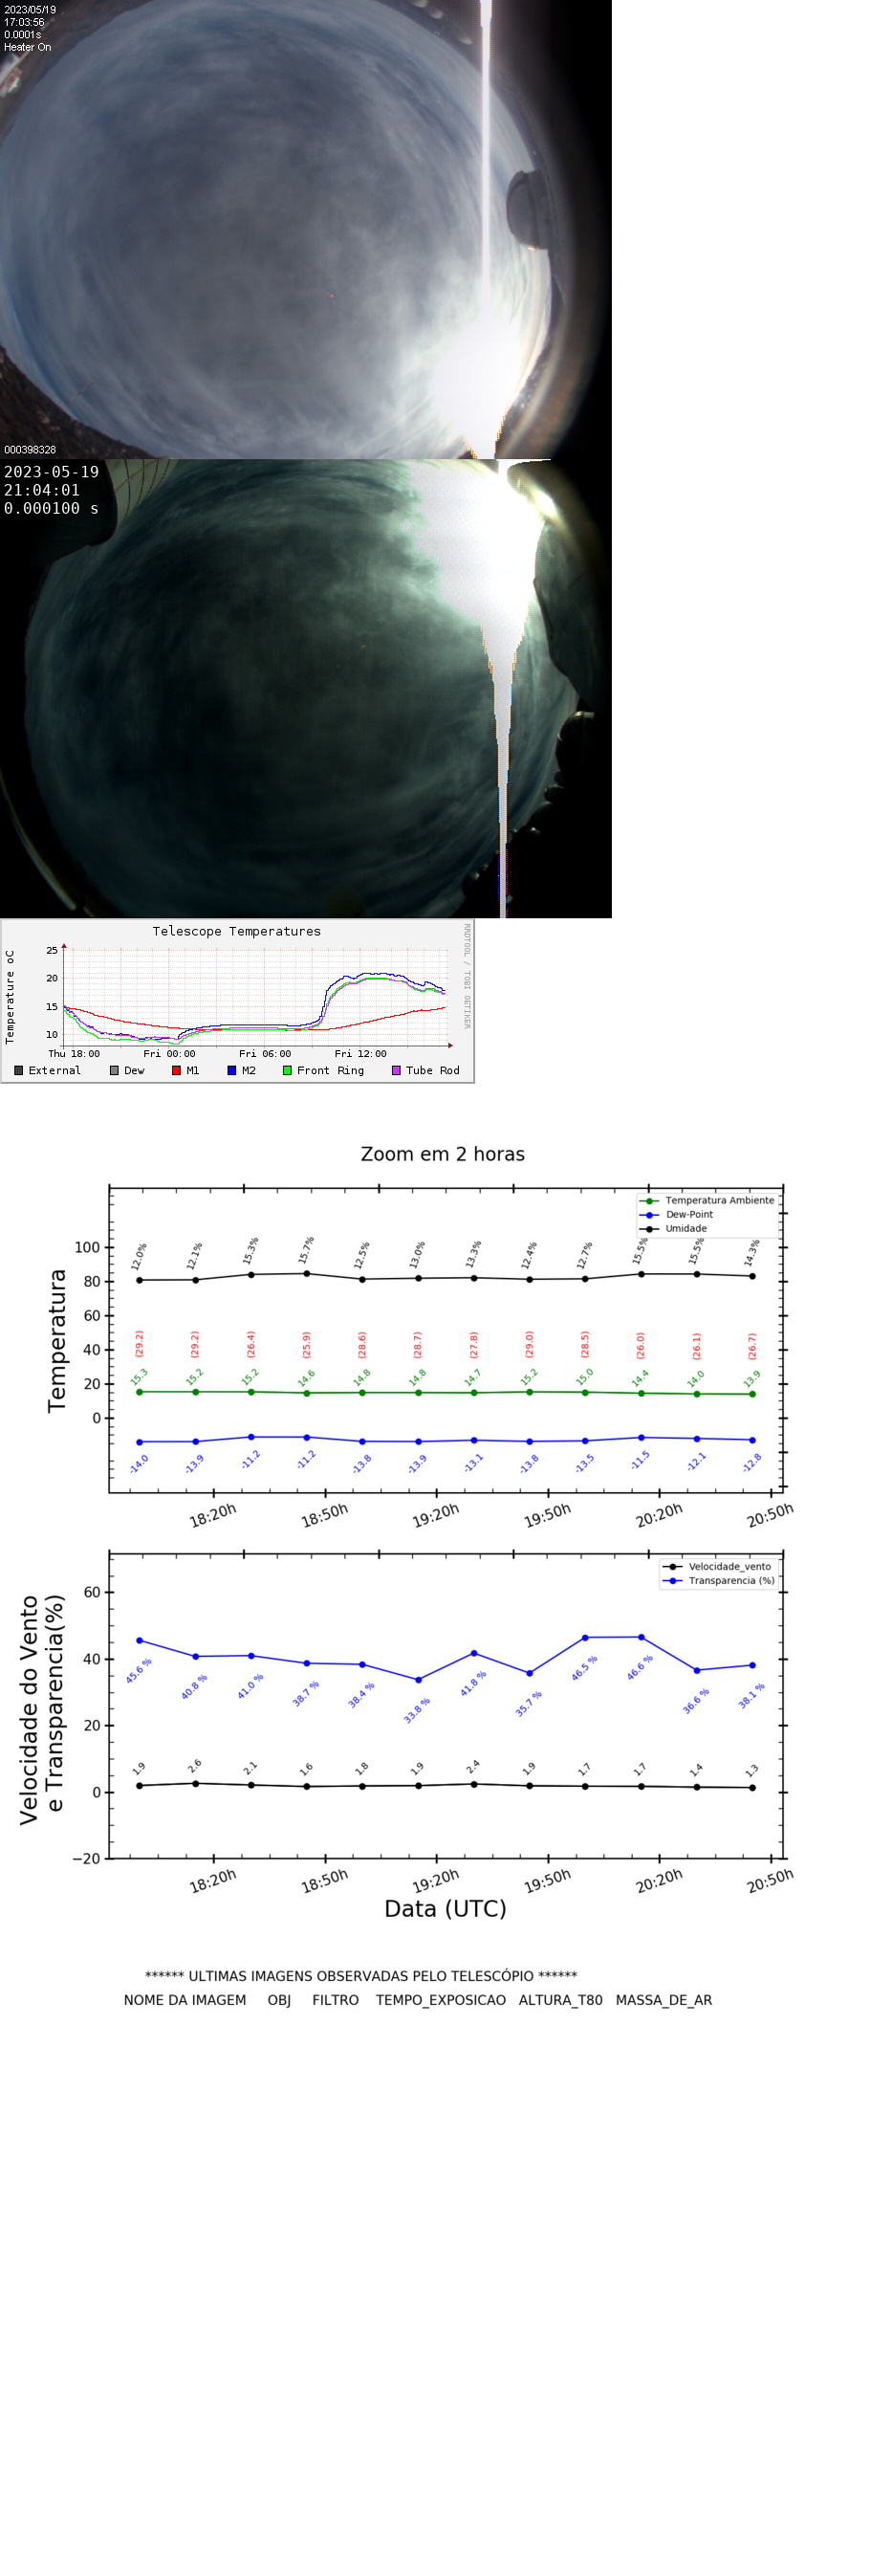 2023/05/19
17:03:56
0.0001s
Heater On
000398328
2023-05-19
21:04:01
0.000100 s
Telescope Temperatures
RRDTOOL / TOBI OETIKER
Temperature oC
25
20
15
10
Thu 18:00 Fri 00:00 Fri 06:00 Fri 12:00
External Dew M1 M2 Front Ring Tube Rod
Zoom em 2 horas
Temperatura Ambiente
Dew-Point
Umidade
Temperatura
100
80
60
40
20
0
12.0% 12.1% 15.3% 15.7% 12.5% 13.0% 13.3% 12.4% 12.7% 15.5% 15.5% 14.3%
(29.2) (29.2) (26.4) (25.9) (28.6) (28.7) (27.8) (29.0) (28.5) (26.0) (26.1) (26.7)
15.3 15.2 15.2 14.6 14.8 14.8 14.7 15.2 15.0 14.4 14.0 13.9
-14.0 -13.9 -11.2 -11.2 -13.8 -13.9 -13.1 -13.8 -13.5 -11.5 -12.1 -12.8
18:20h 18:50h 19:20h 19:50h 20:20h 20:50h
Velocidade_vento
Transparencia (%)
Velocidade do Vento
e Transparencia(%)
60
40
20
0
−20
45.6 % 40.8 % 41.0 % 38.7 % 38.4 % 33.8 % 41.8 % 35.7 % 46.5 % 46.6 % 36.6 % 38.1 %
1.9 2.6 2.1 1.6 1.8 1.9 2.4 1.9 1.7 1.7 1.4 1.3
18:20h 18:50h 19:20h 19:50h 20:20h 20:50h
Data (UTC)
****** ULTIMAS IMAGENS OBSERVADAS PELO TELESCÓPIO ******
NOME DA IMAGEM OBJ FILTRO TEMPO_EXPOSICAO ALTURA_T80 MASSA_DE_AR